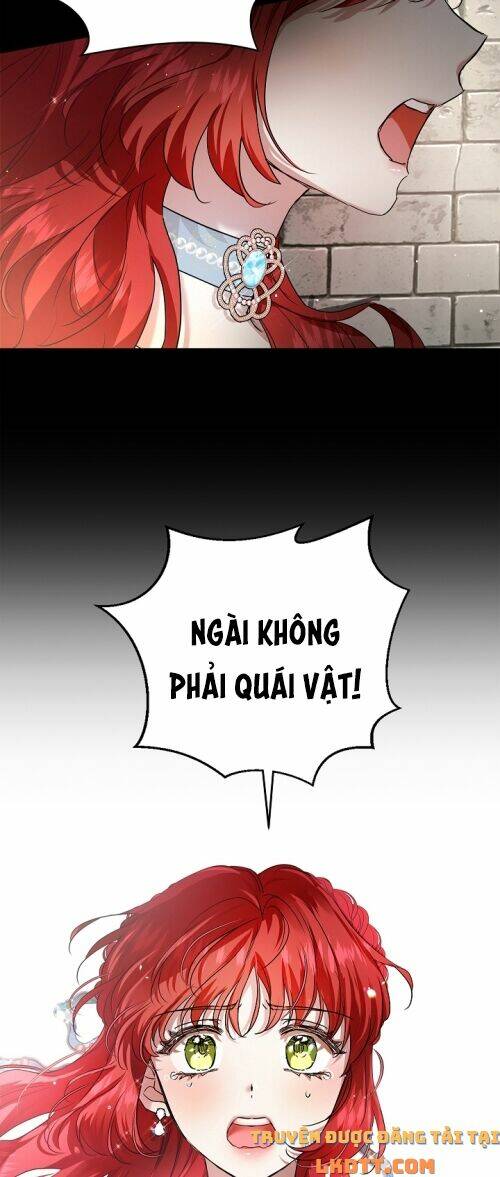 NGÀI KHÔNG
PHẢI QUÁI VẬT!
TRUYỆN ĐƯỢC ĐĂNG TẢI TẠI
LKDTT.COM